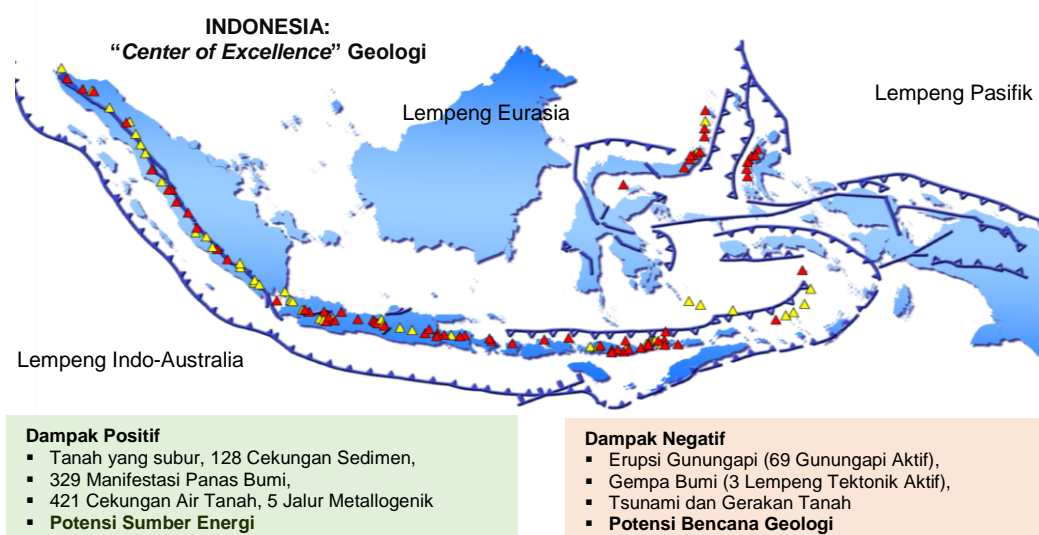 INDONESIA:
“Center of Excellence” Geologi
Lempeng Eurasia
Lempeng Pasifik
Lempeng Indo-Australia
Dampak Positif
▪ Tanah yang subur, 128 Cekungan Sedimen,
▪ 329 Manifestasi Panas Bumi,
▪ 421 Cekungan Air Tanah, 5 Jalur Metallogenik
▪ Potensi Sumber Energi
Dampak Negatif
▪ Erupsi Gunungapi (69 Gunungapi Aktif),
▪ Gempa Bumi (3 Lempeng Tektonik Aktif),
▪ Tsunami dan Gerakan Tanah
▪ Potensi Bencana Geologi